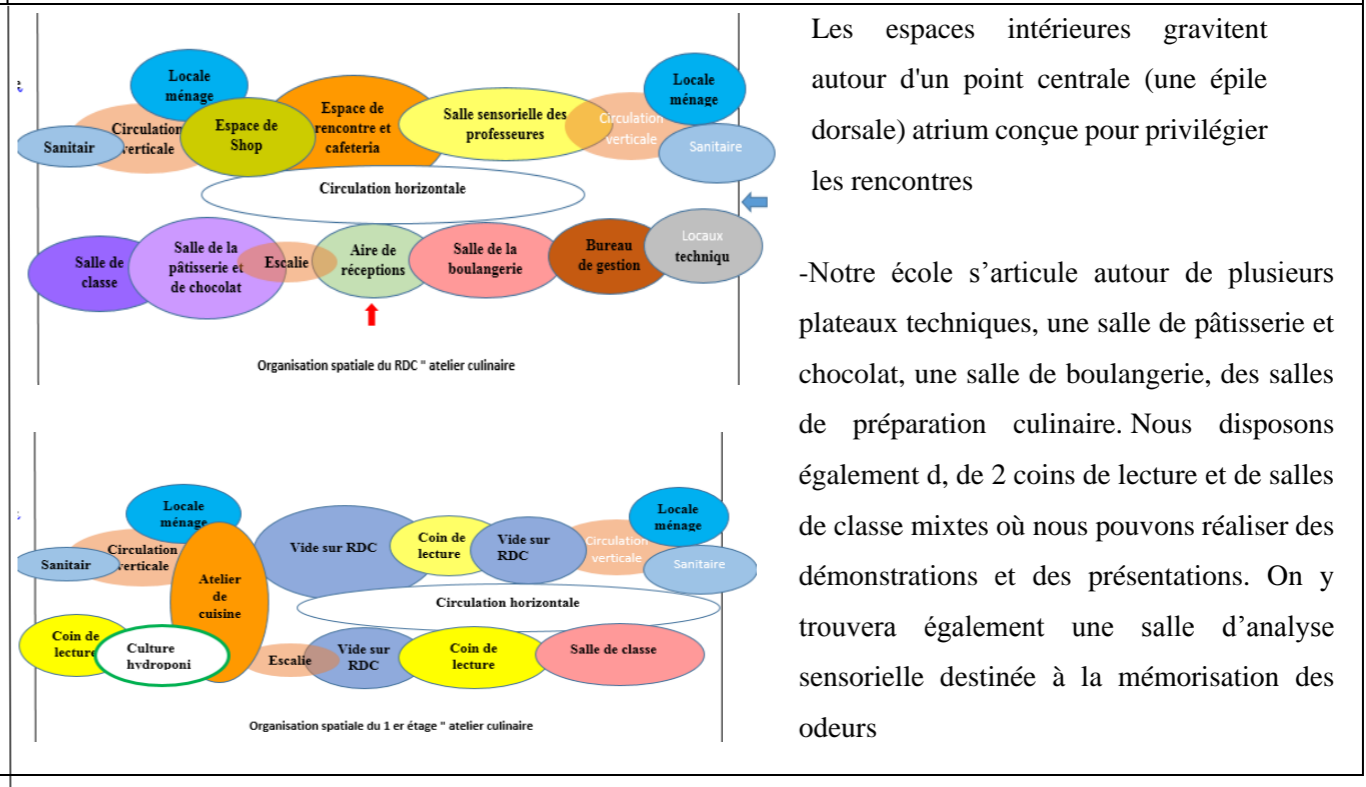 Locale
ménage
Sanitair
Circulation
verticale
Espace de
Shop
Espace de
rencontre et
cafeteria
Salle sensorielle des
professeures
Circulation
verticale
Locale
ménage
Sanitaire
Circulation horizontale
Salle de
classe
Salle de la
pâtisserie et
de chocolat
Escalie
Aire de
réceptions
Salle de la
boulangerie
Bureau
de gestion
Locaux
techniqu
Organisation spatiale du RDC " atelier culinaire
Locale
ménage
Sanitair
Circulation
verticale
Atelier
de
cuisine
Vide sur RDC
Coin de
lecture
Vide sur
RDC
Circulation
verticale
Locale
ménage
Sanitaire
Circulation horizontale
Coin de
lecture
Culture
hydroponi
Escalie
Vide sur
RDC
Coin de
lecture
Salle de classe
Organisation spatiale du 1 er étage " atelier culinaire
Les espaces intérieures gravitent
autour d'un point centrale (une épile
dorsale) atrium conçue pour privilégier
les rencontres
-Notre école s’articule autour de plusieurs
plateaux techniques, une salle de pâtisserie et
chocolat, une salle de boulangerie, des salles
de préparation culinaire. Nous disposons
également d, de 2 coins de lecture et de salles
de classe mixtes où nous pouvons réaliser des
démonstrations et des présentations. On y
trouvera également une salle d’analyse
sensorielle destinée à la mémorisation des
odeurs